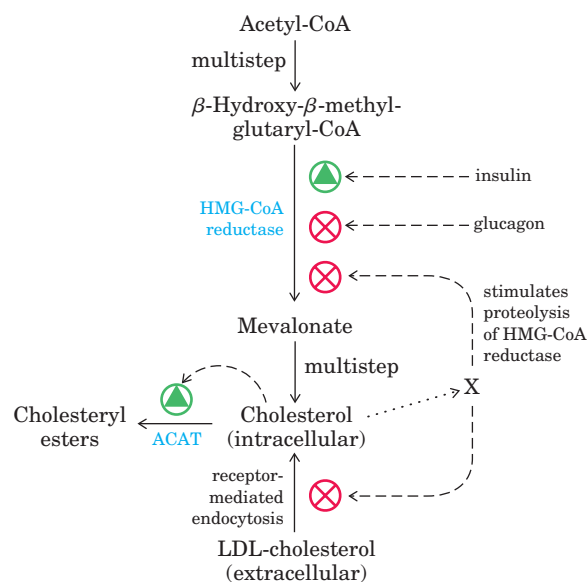 Acetyl-CoA
multistep
β-Hydroxy-β-methyl-
glutaryl-CoA
insulin
HMG-CoA
reductase
glucagon
stimulates
proteolysis
of HMG-CoA
reductase
Mevalonate
multistep
X
Cholesteryl
esters
ACAT
Cholesterol
(intracellular)
receptor-
mediated
endocytosis
LDL-cholesterol
(extracellular)